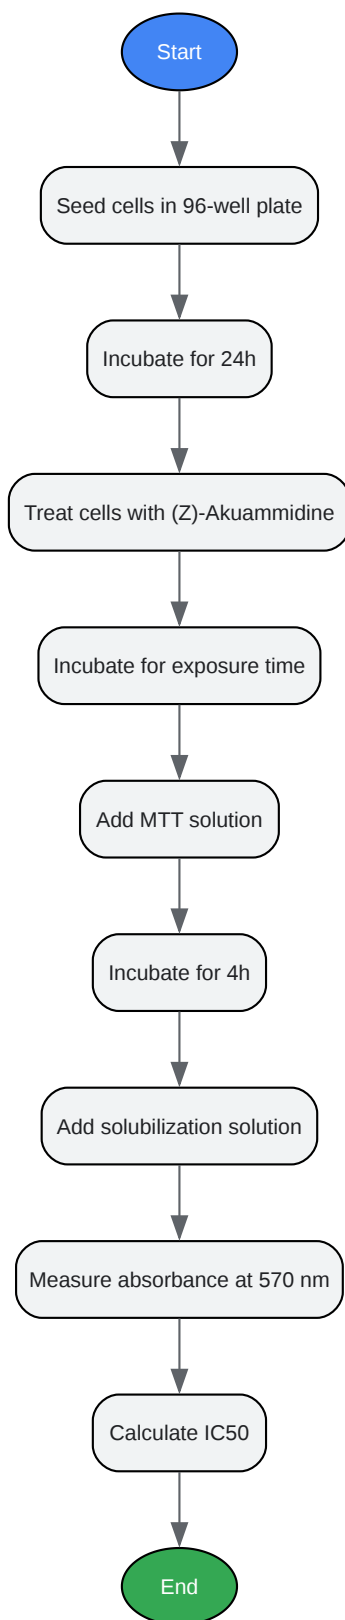 Start
Seed cells in 96-well plate
Incubate for 24h
Treat cells with (Z)-Akuammidine
Incubate for exposure time
Add MTT solution
Incubate for 4h
Add solubilization solution
Measure absorbance at 570 nm
Calculate IC50
End